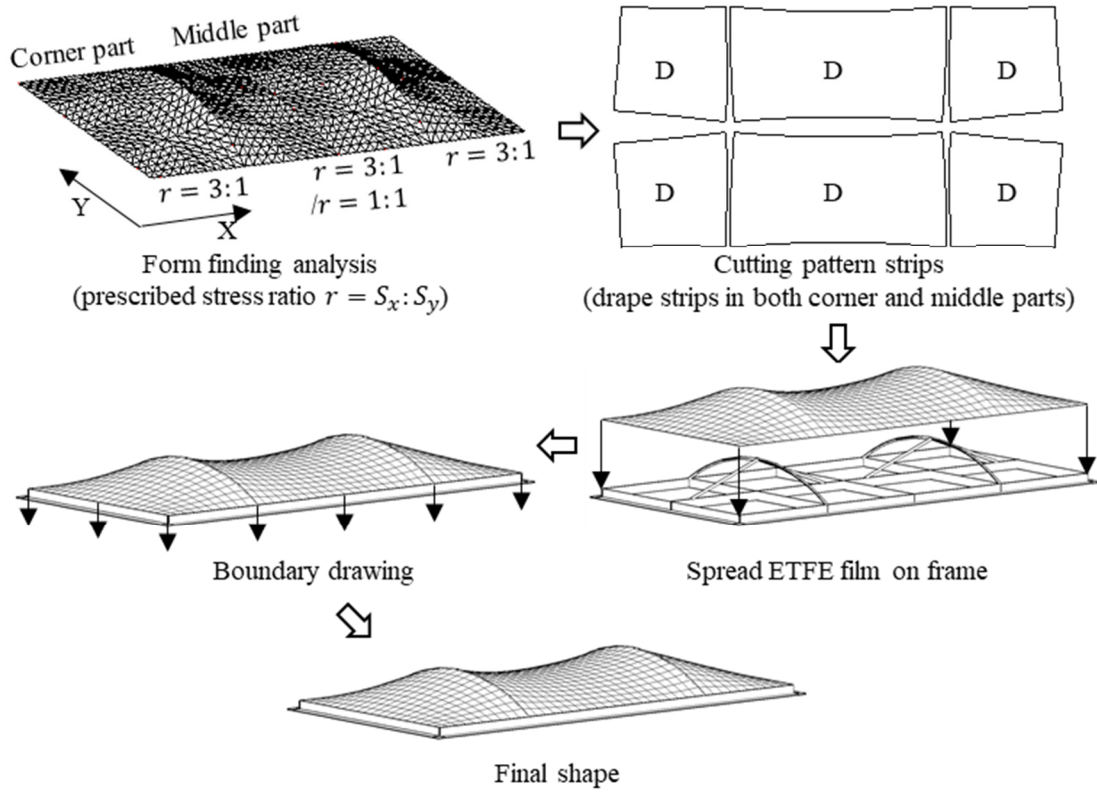 Corner part
Middle part
r = 3:1
r = 3:1
/r = 1:1
r = 3:1
Y
X
Form finding analysis
(prescribed stress ratio r = Sₓ: Sᵧ)
D
D
D
D
D
D
Cutting pattern strips
(drape strips in both corner and middle parts)
Boundary drawing
Spread ETFE film on frame
Final shape